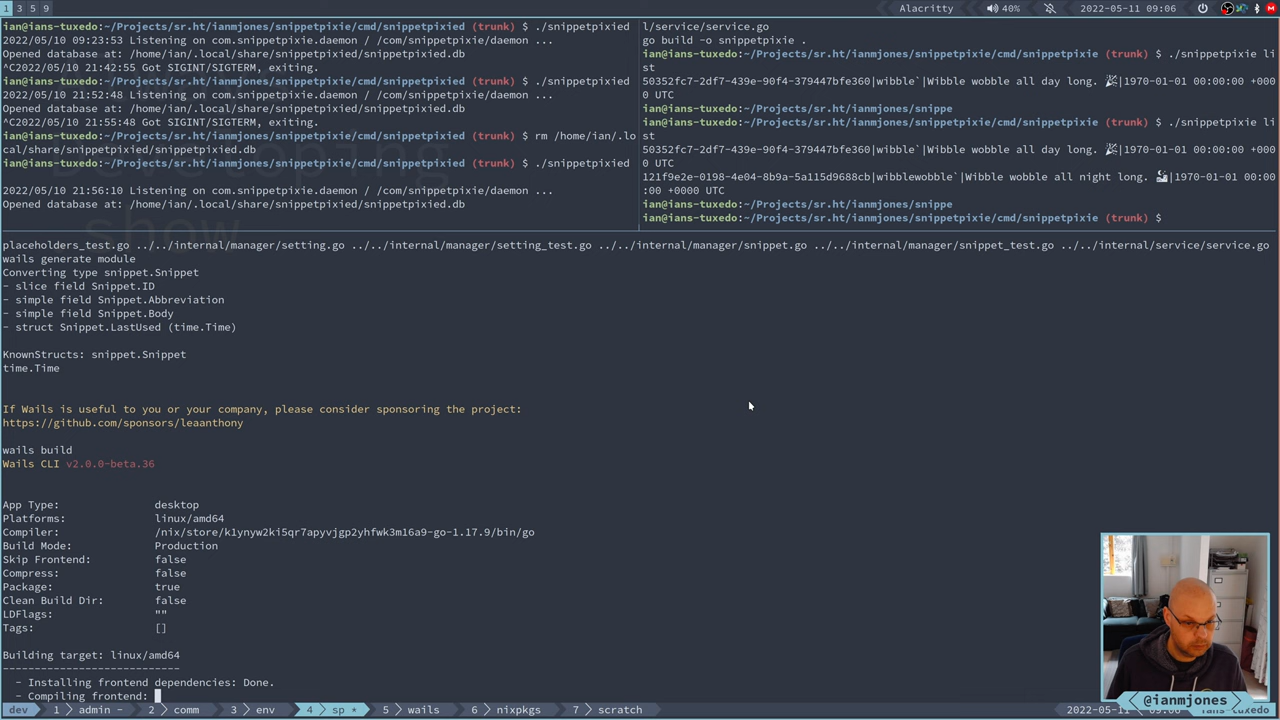 1 3 5 9
Alacritty
40%
2022-05-11 09:06
ian@ians-tuxedo:~/Projects/sr.ht/ianmjones/snippetpixie/cmd/snippetpixied (trunk) $ ./snippetpixied
2022/05/10 09:23:53 Listening on com.snippetpixie.daemon / /com/snippetpixie/daemon ...
Opened database at: /home/ian/.local/share/snippetpixied/snippetpixied.db
^C2022/05/10 21:42:55 Got SIGINT/SIGTERM, exiting.
ian@ians-tuxedo:~/Projects/sr.ht/ianmjones/snippetpixie/cmd/snippetpixied (trunk) $ ./snippetpixied
2022/05/10 21:52:48 Listening on com.snippetpixie.daemon / /com/snippetpixie/daemon ...
Opened database at: /home/ian/.local/share/snippetpixied/snippetpixied.db
^C2022/05/10 21:55:48 Got SIGINT/SIGTERM, exiting.
ian@ians-tuxedo:~/Projects/sr.ht/ianmjones/snippetpixie/cmd/snippetpixied (trunk) $ rm /home/ian/.lo
cal/share/snippetpixied/snippetpixied.db
ian@ians-tuxedo:~/Projects/sr.ht/ianmjones/snippetpixie/cmd/snippetpixied (trunk) $ ./snippetpixied
2022/05/10 21:56:10 Listening on com.snippetpixie.daemon / /com/snippetpixie/daemon ...
Opened database at: /home/ian/.local/share/snippetpixied/snippetpixied.db
Developing
show
l/service/service.go
go build -o snippetpixie .
ian@ians-tuxedo:~/Projects/sr.ht/ianmjones/snippetpixie/cmd/snippetpixie (trunk) $ ./snippetpixie li
st
50352fc7-2df7-439e-90f4-379447bfe360|wibble`|Wibble wobble all day long. 🎉|1970-01-01 00:00:00 +000
0 UTC
ian@ians-tuxedo:~/Projects/sr.ht/ianmjones/snippe
ian@ians-tuxedo:~/Projects/sr.ht/ianmjones/snippetpixie/cmd/snippetpixie (trunk) $ ./snippetpixie li
st
50352fc7-2df7-439e-90f4-379447bfe360|wibble`|Wibble wobble all day long. 🎉|1970-01-01 00:00:00 +000
0 UTC
121f9e2e-0198-4e04-8b9a-5a115d9688cb|wibblewobble`|Wibble wobble all night long. |1970-01-01 00:00
:00 +0000 UTC
ian@ians-tuxedo:~/Projects/sr.ht/ianmjones/snippe
ian@ians-tuxedo:~/Projects/sr.ht/ianmjones/snippetpixie/cmd/snippetpixie (trunk) $
placeholders_test.go ../../internal/manager/setting.go ../../internal/manager/setting_test.go ../../internal/manager/snippet.go ../../internal/manager/snippet_test.go ../../internal/service/service.go
wails generate module
Converting type snippet.Snippet
- slice field Snippet.ID
- simple field Snippet.Abbreviation
- simple field Snippet.Body
- struct Snippet.LastUsed (time.Time)
KnownStructs: snippet.Snippet
time.Time
If Wails is useful to you or your company, please consider sponsoring the project:
https://github.com/sponsors/leaanthony
wails build
Wails CLI v2.0.0-beta.36
App Type: desktop
Platforms: linux/amd64
Compiler: /nix/store/k1ynyw2ki5qr7apyvjgp2yhfwk3m16a9-go-1.17.9/bin/go
Build Mode: Production
Skip Frontend: false
Compress: false
Package: true
Clean Build Dir: false
LDFlags: ""
Tags: []
Building target: linux/amd64
------------------------------
- Installing frontend dependencies: Done.
- Compiling frontend:
@ianmjones
dev 1 admin - 2 comm 3 env 4 sp * 5 wails 6 nixpkgs 7 scratch
2022-05-11